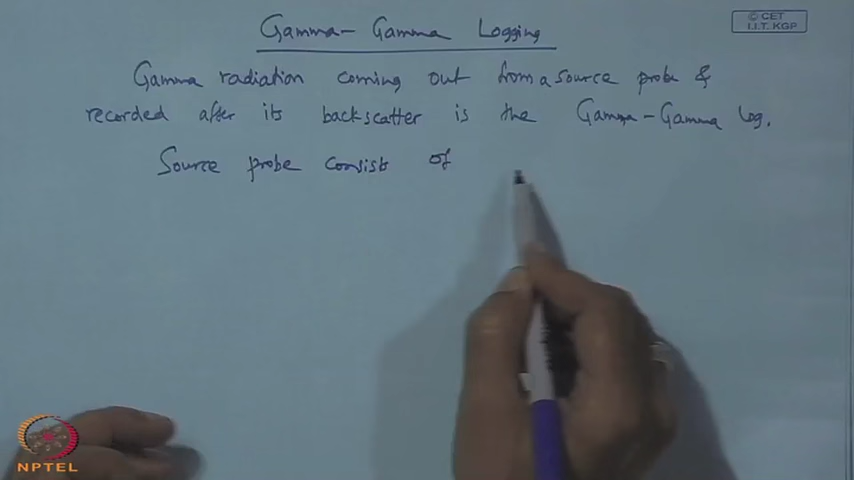 Gamma-Gamma Logging
© CET
I.I.T. KGP
Gamma radiation coming out from a source probe &
recorded after its backscatter is the Gamma-Gamma log.
Source probe consists of
NPTEL